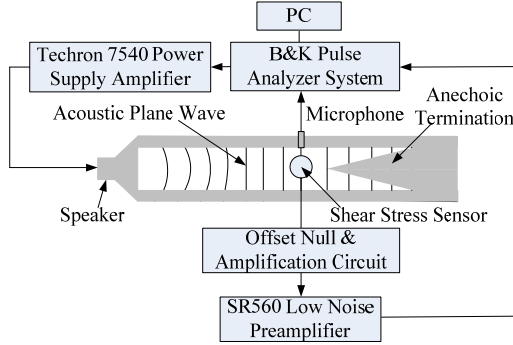 PC
Techron 7540 Power
Supply Amplifier
B&K Pulse
Analyzer System
Acoustic Plane Wave
Microphone
Anechoic
Termination
Speaker
Shear Stress Sensor
Offset Null &
Amplification Circuit
SR560 Low Noise
Preamplifier